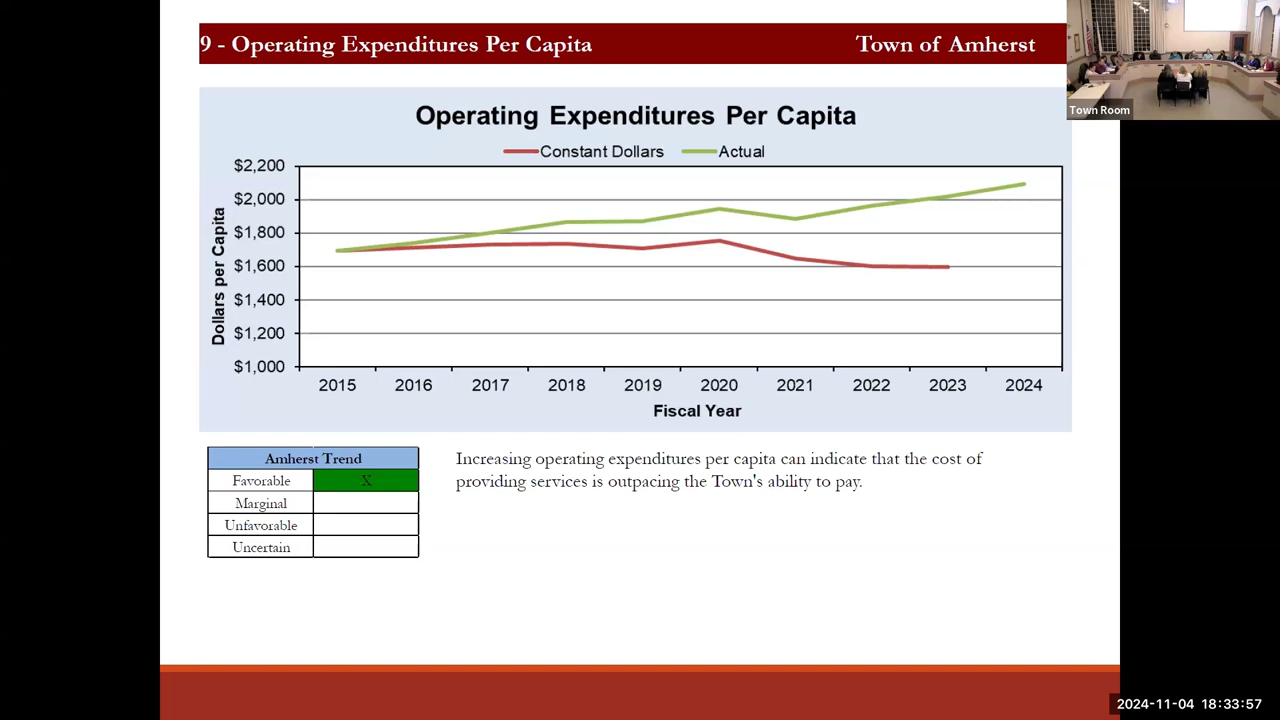 9 - Operating Expenditures Per Capita
Town of Amherst
Town Room
Operating Expenditures Per Capita
Constant Dollars
Actual
Dollars per Capita
$2,200
$2,000
$1,800
$1,600
$1,400
$1,200
$1,000
2015 2016 2017 2018 2019 2020 2021 2022 2023 2024
Fiscal Year
Amherst Trend
Favorable X
Marginal
Unfavorable
Uncertain
Increasing operating expenditures per capita can indicate that the cost of
providing services is outpacing the Town's ability to pay.
2024-11-04 18:33:57